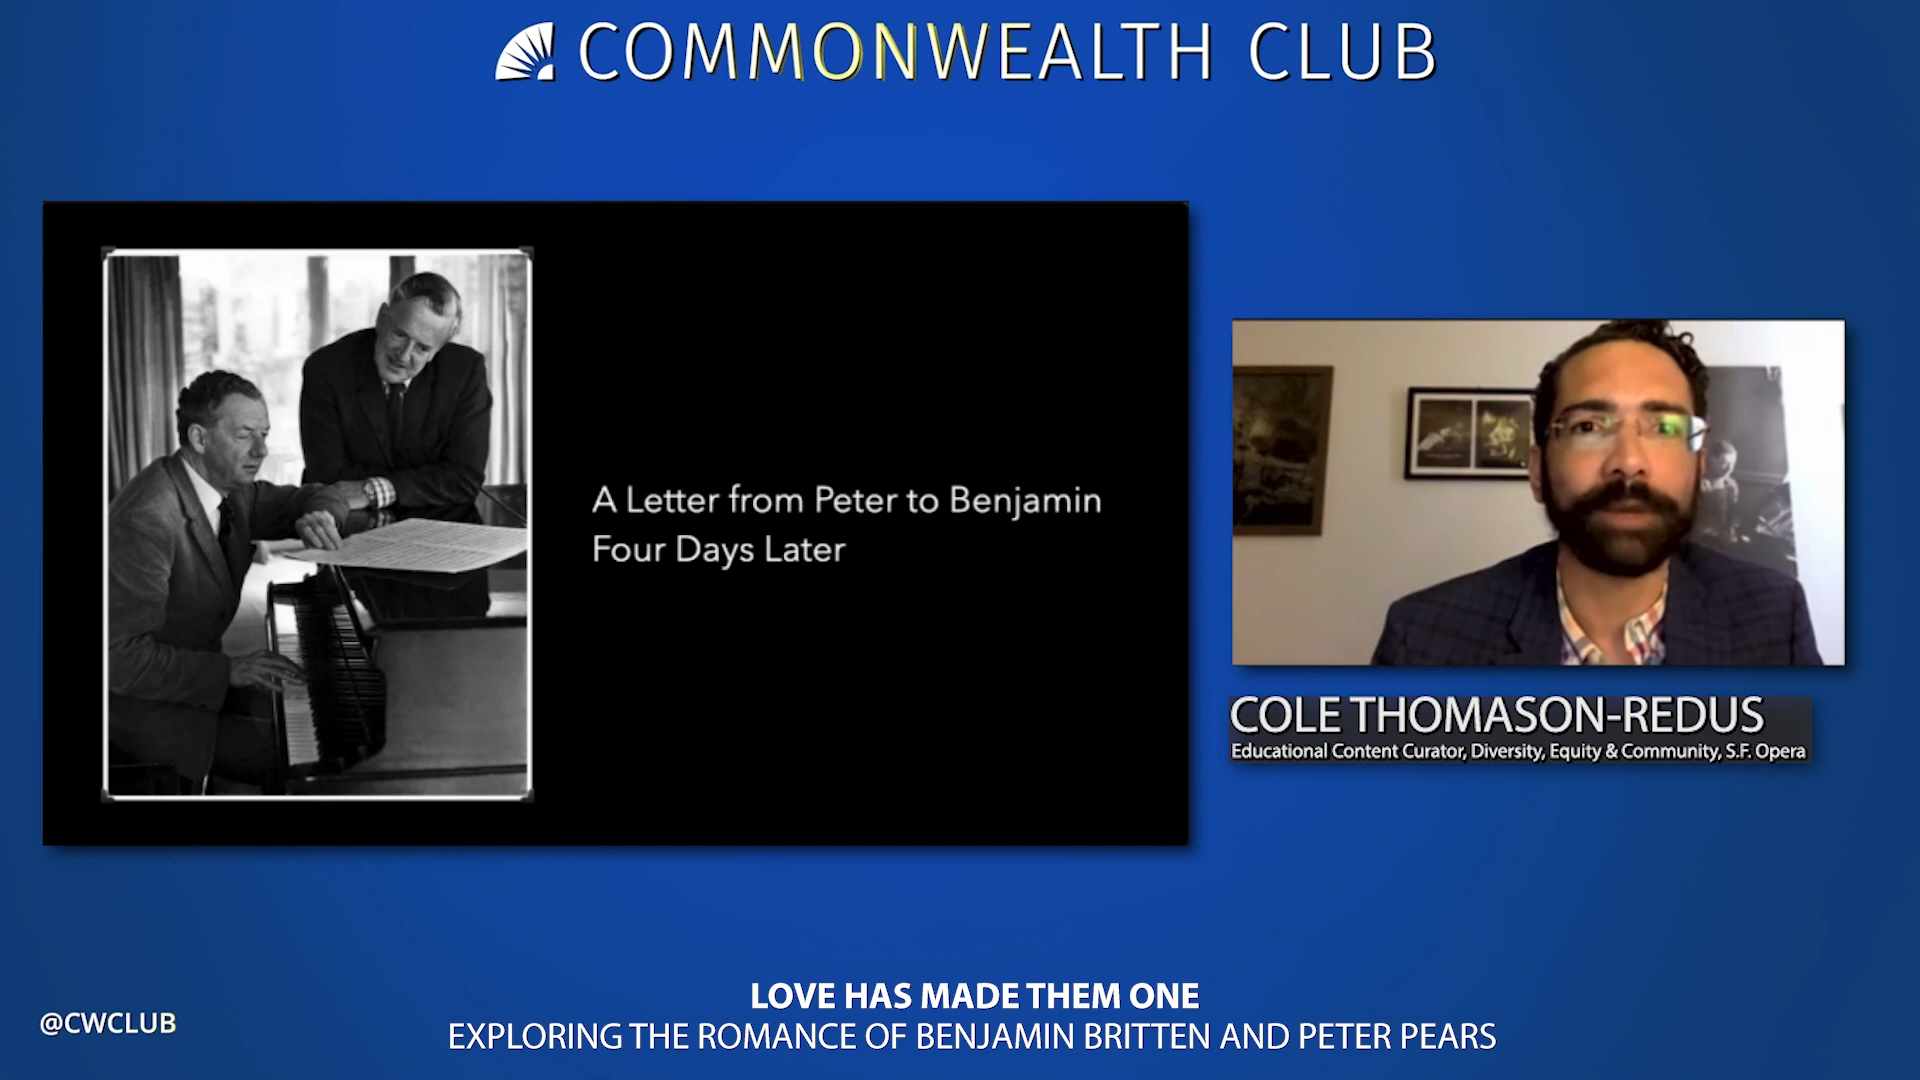 COMMONWEALTH CLUB
A Letter from Peter to Benjamin
Four Days Later
COLE THOMASON-REDUS
Educational Content Curator, Diversity, Equity & Community, S.F. Opera
LOVE HAS MADE THEM ONE
@CWCLUB
EXPLORING THE ROMANCE OF BENJAMIN BRITTEN AND PETER PEARS